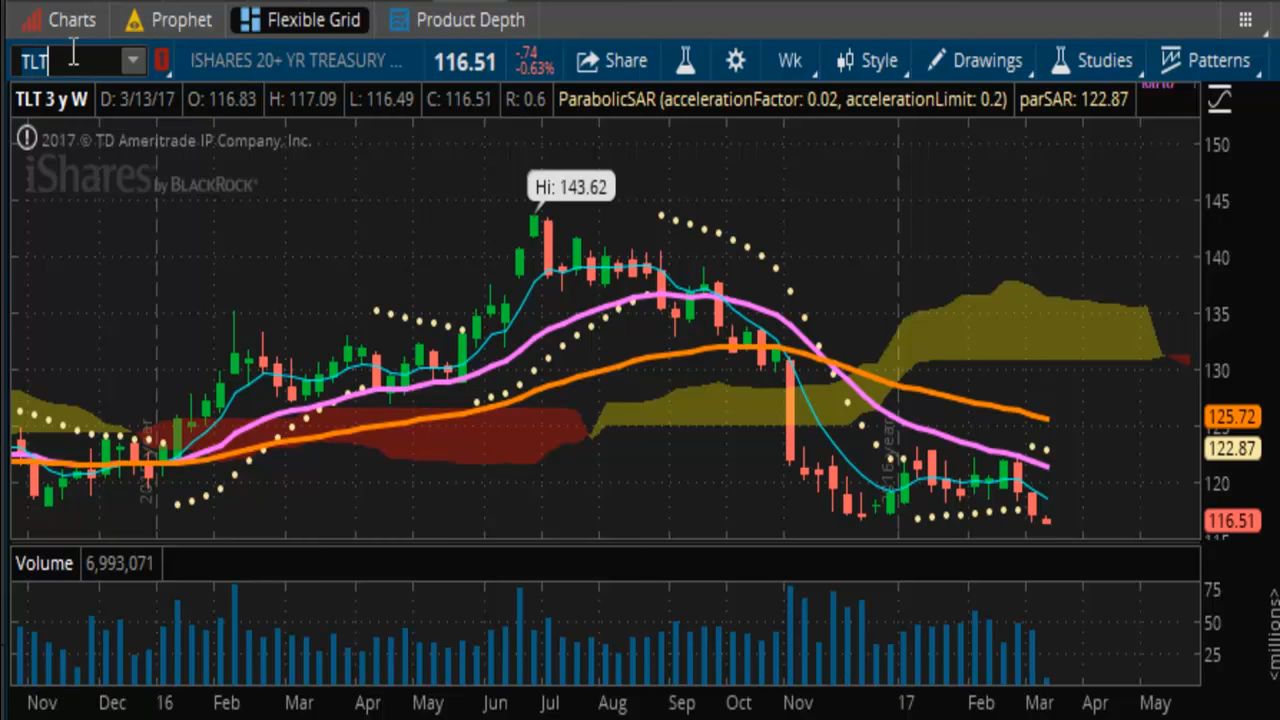 Charts Prophet Flexible Grid Product Depth
TLT ISHARES 20+ YR TREASURY ... 116.51 -.74 -0.63% Share Wk Style Drawings Studies Patterns
TLT 3 y W D: 3/13/17 O: 116.83 H: 117.09 L: 116.49 C: 116.51 R: 0.6 ParabolicSAR (accelerationFactor: 0.02, accelerationLimit: 0.2) parSAR: 122.87
2017 © TD Ameritrade IP Company, Inc.
iShares by BLACKROCK®
150
Hi: 143.62
145
140
135
130
125.72
122.87
120
116.51
2016 year
Volume 6,993,071
75
50
25
<millions>
Nov Dec 16 Feb Mar Apr May Jun Jul Aug Sep Oct Nov 17 Feb Mar Apr May